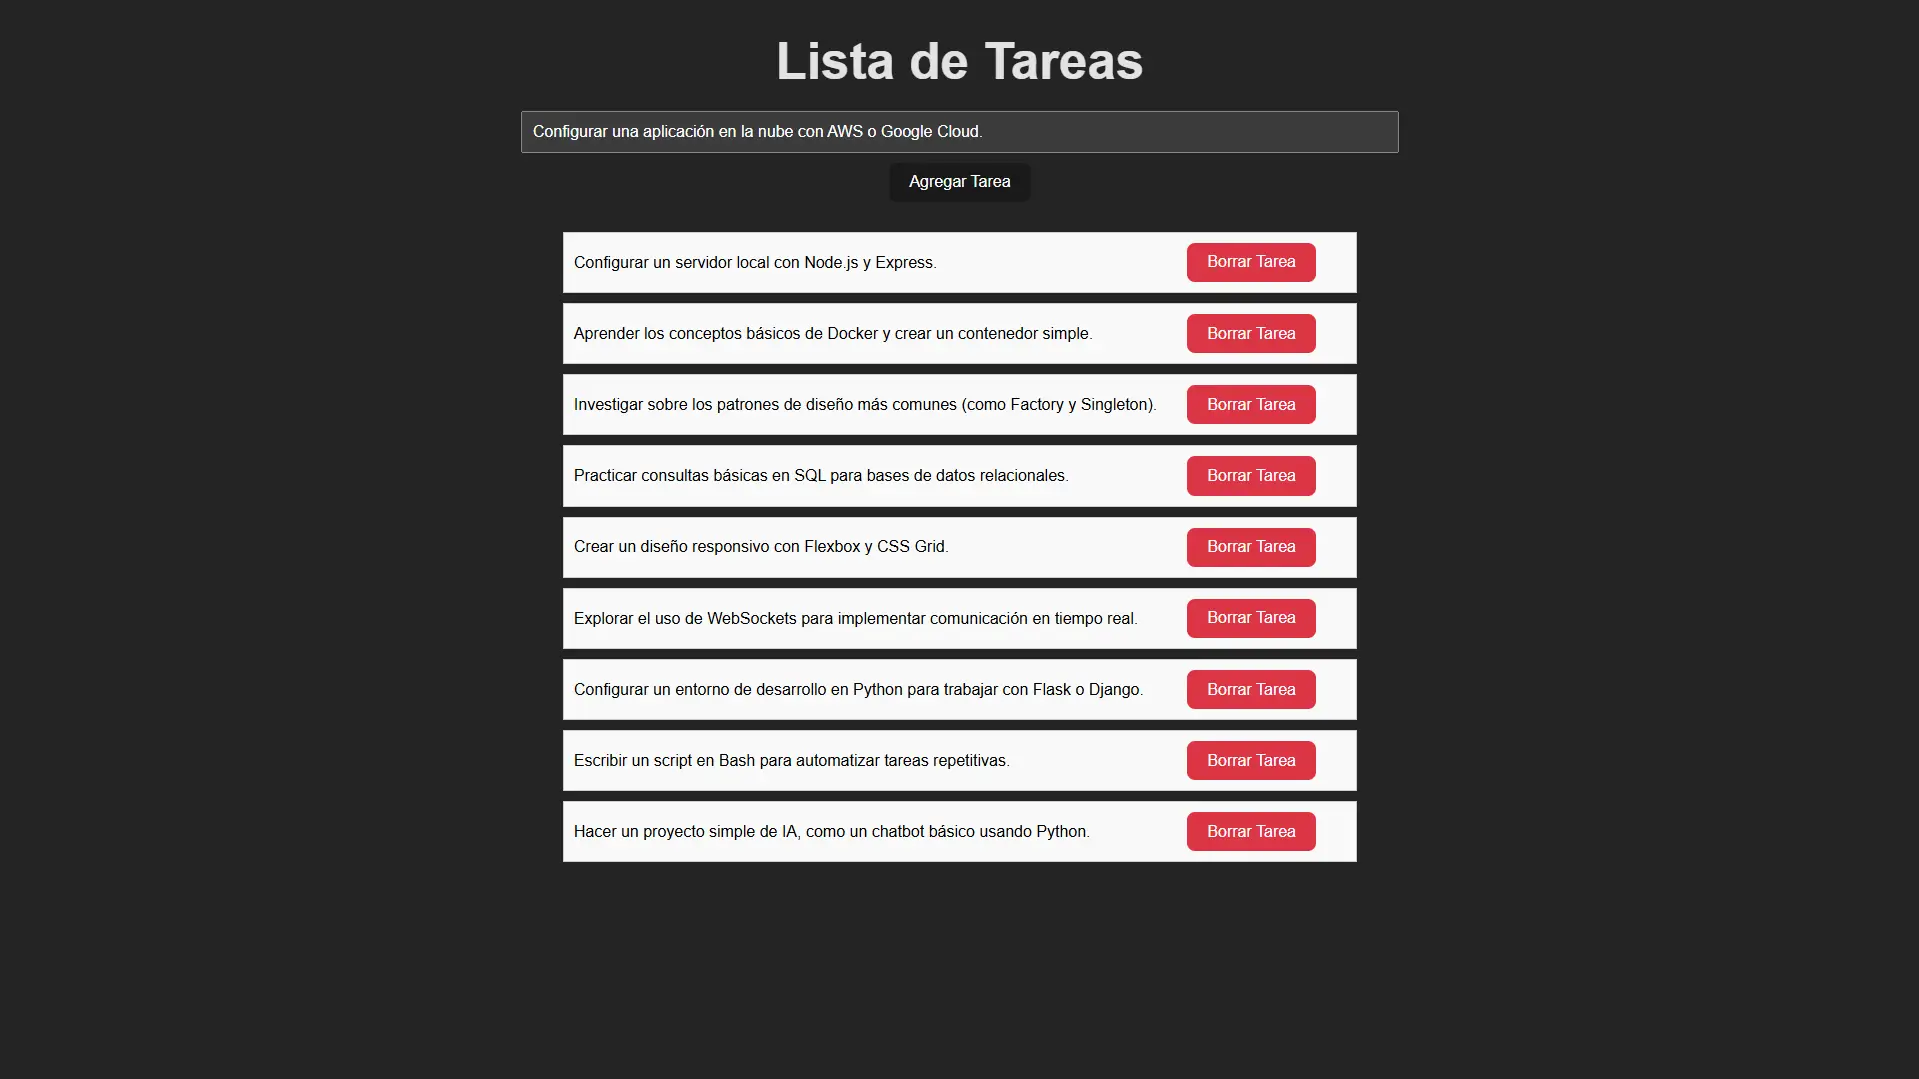 Lista de Tareas
Configurar una aplicación en la nube con AWS o Google Cloud.
Agregar Tarea
Configurar un servidor local con Node.js y Express.
Borrar Tarea
Aprender los conceptos básicos de Docker y crear un contenedor simple.
Borrar Tarea
Investigar sobre los patrones de diseño más comunes (como Factory y Singleton).
Borrar Tarea
Practicar consultas básicas en SQL para bases de datos relacionales.
Borrar Tarea
Crear un diseño responsivo con Flexbox y CSS Grid.
Borrar Tarea
Explorar el uso de WebSockets para implementar comunicación en tiempo real.
Borrar Tarea
Configurar un entorno de desarrollo en Python para trabajar con Flask o Django.
Borrar Tarea
Escribir un script en Bash para automatizar tareas repetitivas.
Borrar Tarea
Hacer un proyecto simple de IA, como un chatbot básico usando Python.
Borrar Tarea